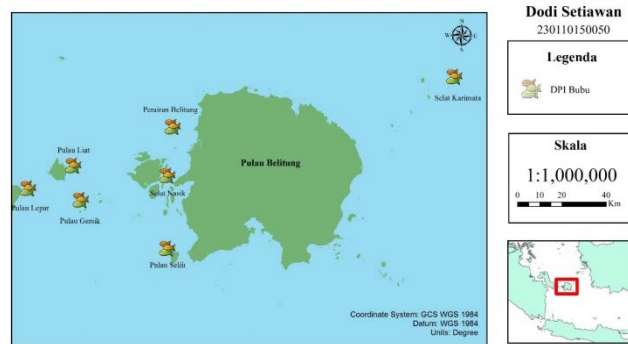 Dodi Setiawan
230110150050
Legenda
DPI Bubu
Skala
1:1,000,000
0 10 20 40
Km
N
W E
S
Selat Karimata
Perairan Belitung
Pulau Liat
Pulau Belitung
Selat Nasik
Pulau Lepar
Pulau Gersik
Pulau Seliu
Coordinate System: GCS WGS 1984
Datum: WGS 1984
Units: Degree